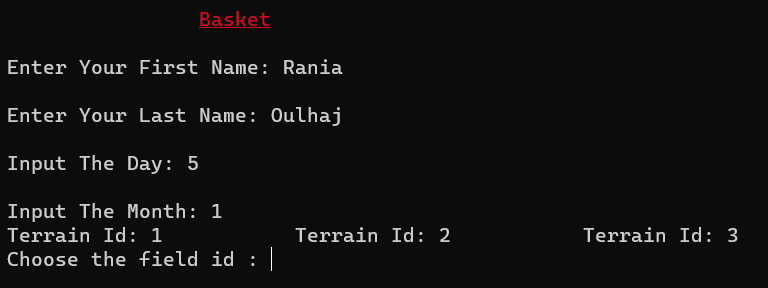 Basket
Enter Your First Name: Rania
Enter Your Last Name: Oulhaj
Input The Day: 5
Input The Month: 1
Terrain Id: 1 Terrain Id: 2 Terrain Id: 3
Choose the field id :